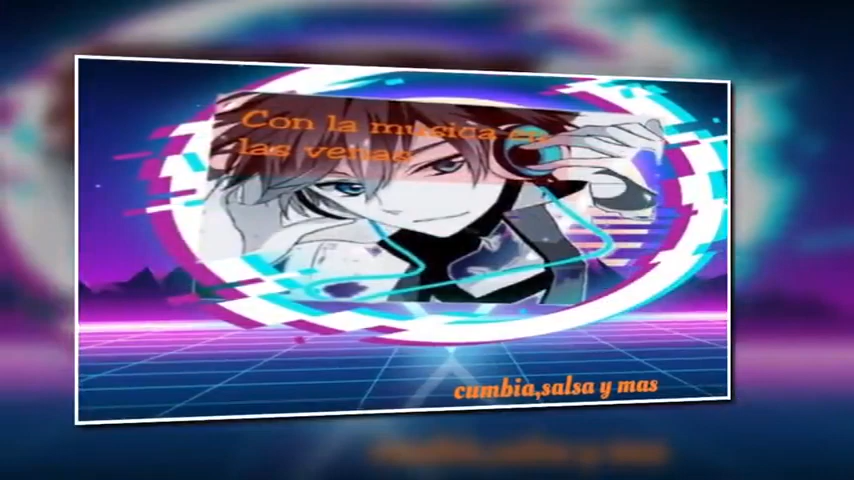 Con la musica en
las venas
cumbia,salsa y mas